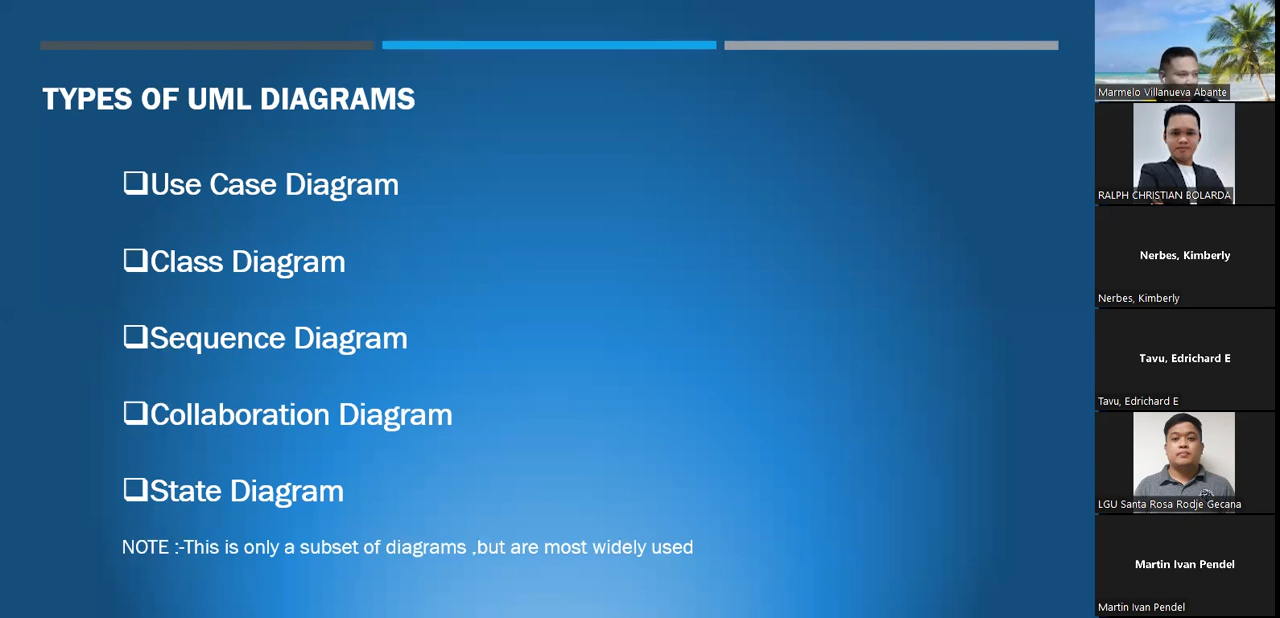 TYPES OF UML DIAGRAMS
❑Use Case Diagram
❑Class Diagram
❑Sequence Diagram
❑Collaboration Diagram
❑State Diagram
NOTE :-This is only a subset of diagrams ,but are most widely used
Marmelo Villanueva Abante
RALPH CHRISTIAN BOLARDA
Nerbes, Kimberly
Nerbes, Kimberly
Tavu, Edrichard E
Tavu, Edrichard E
LGU Santa Rosa Rodje Gecana
Martin Ivan Pendel
Martin Ivan Pendel